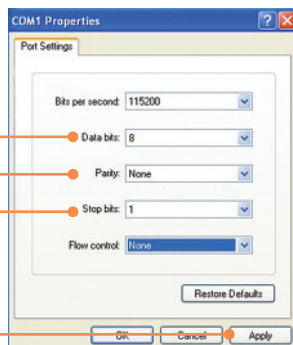 COM1 Properties
Port Settings
Bits per second: 115200
Data bits: 8
Parity: None
Stop bits: 1
Flow control: None
Restore Defaults
OK Cancel Apply